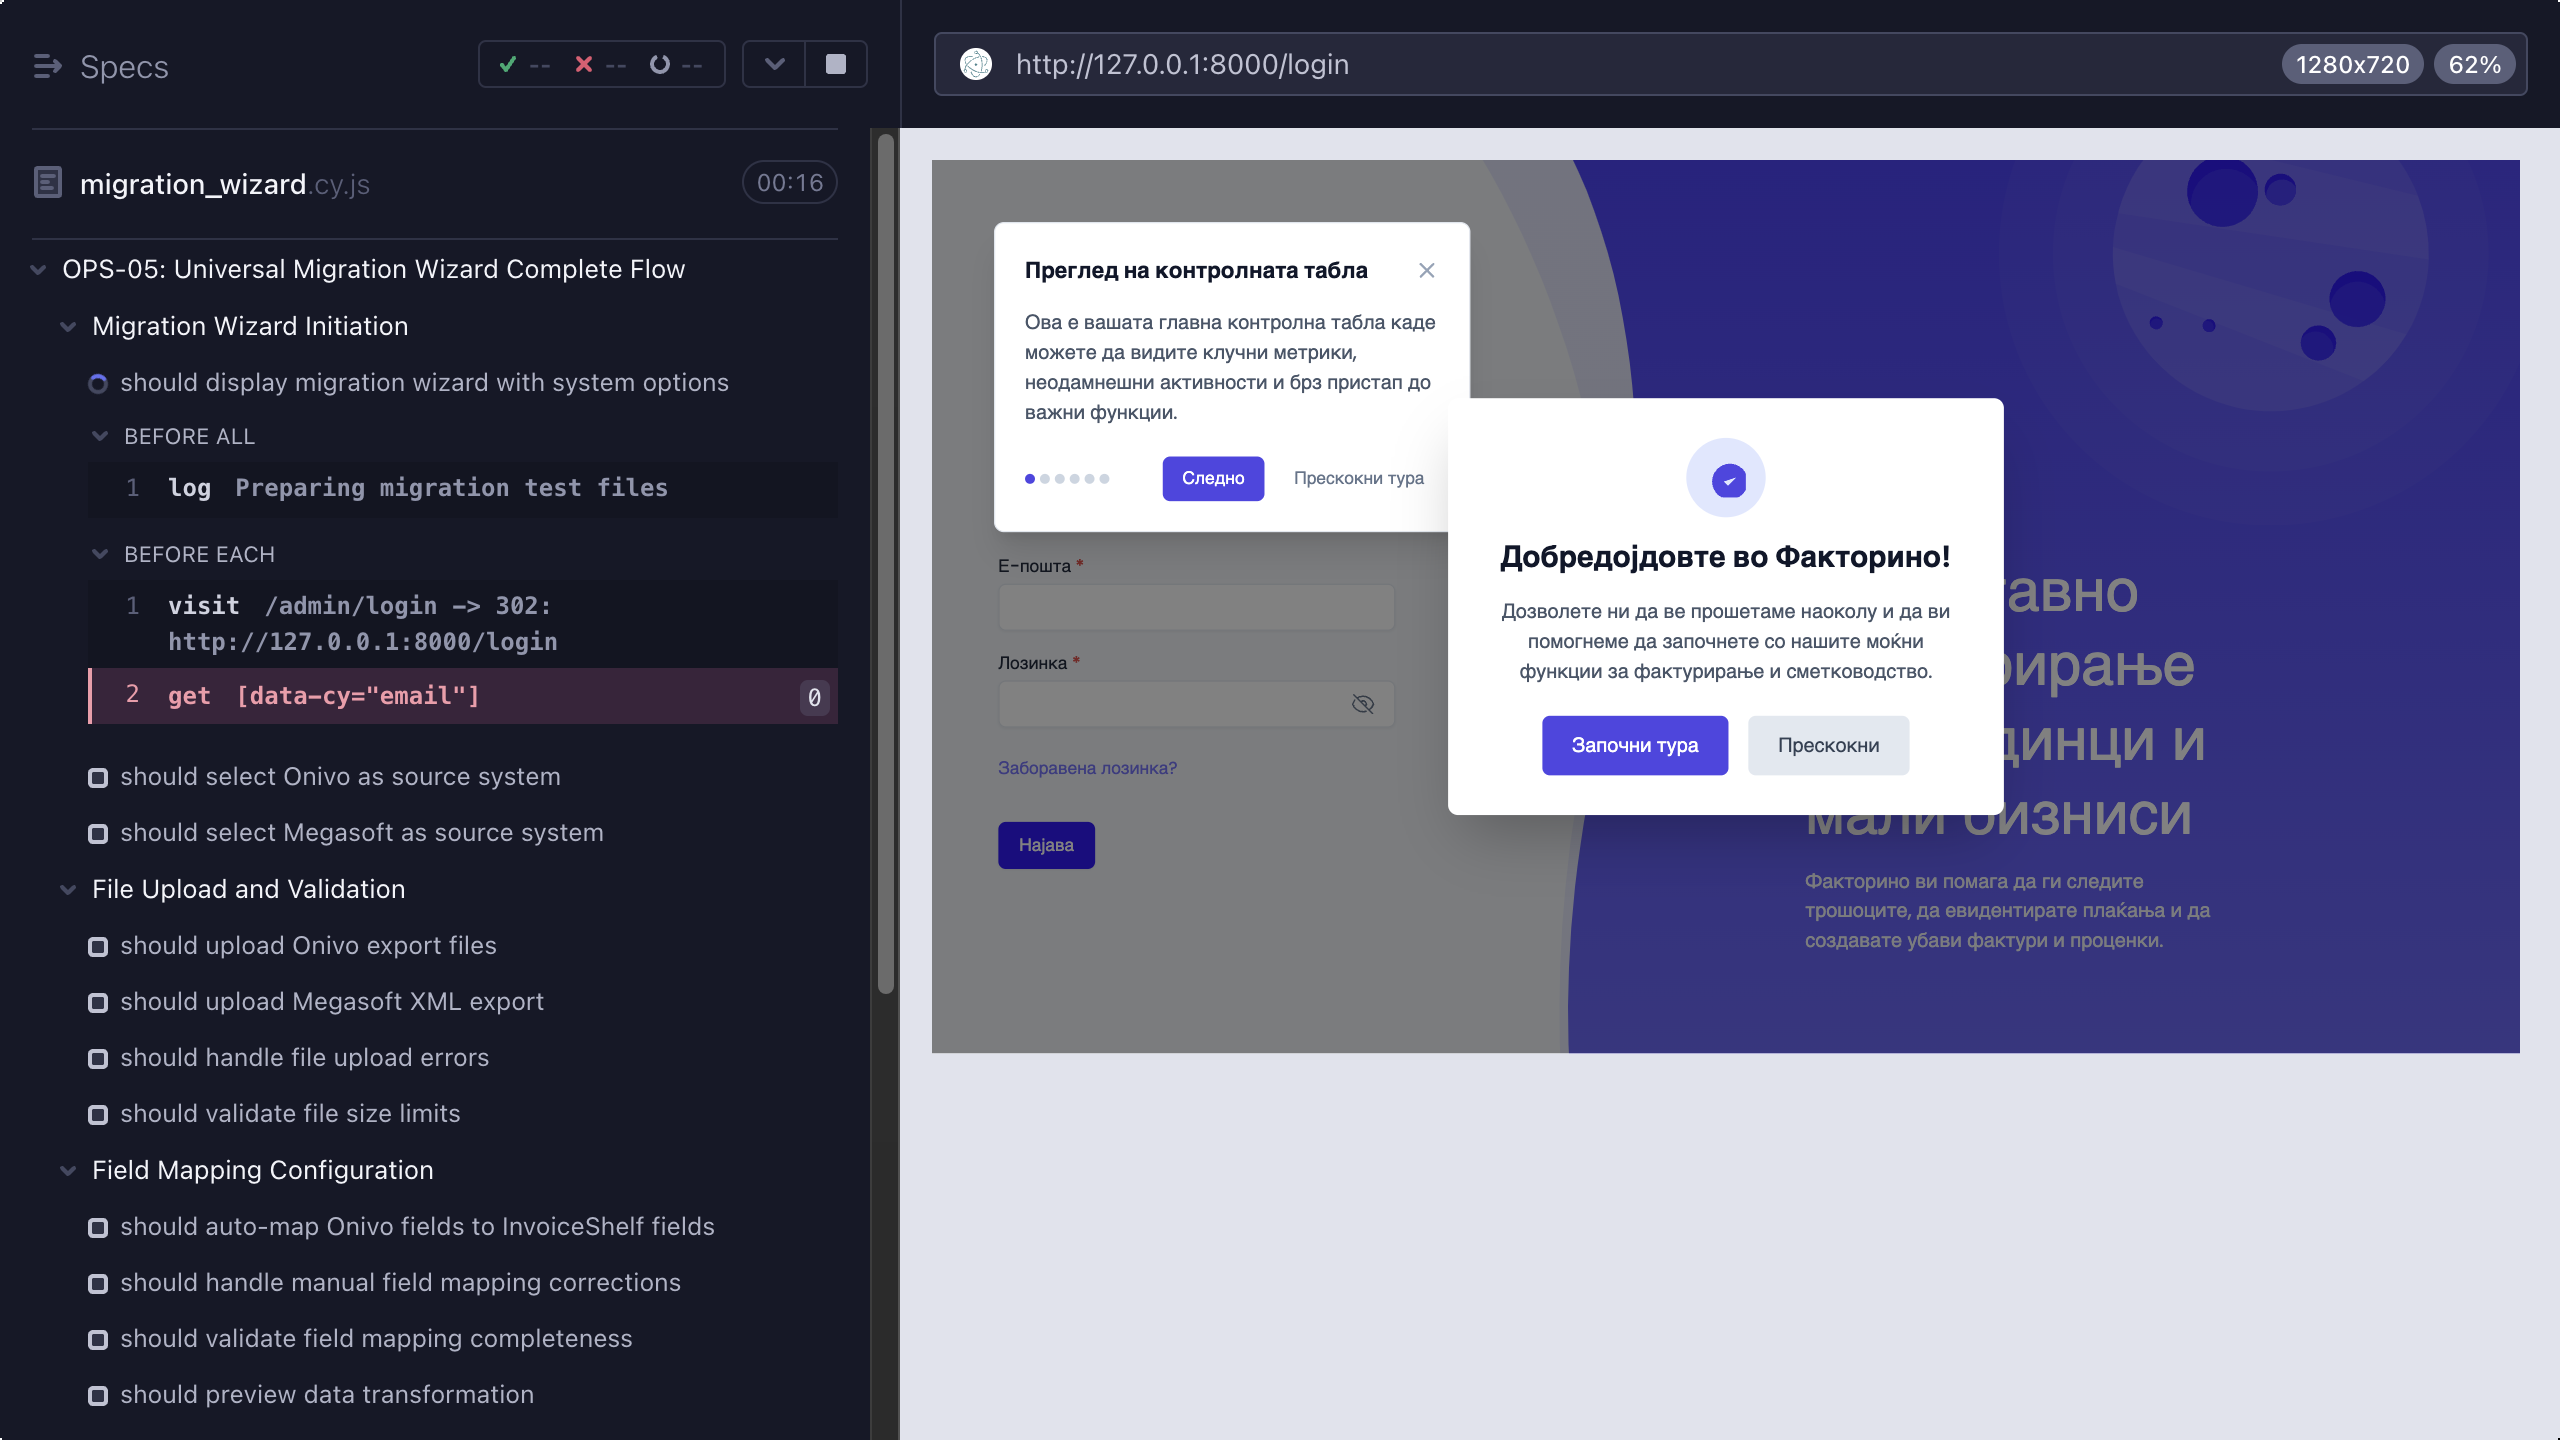 Specs
-- -- --
migration_wizard.cy.js 00:16
OPS-05: Universal Migration Wizard Complete Flow
Migration Wizard Initiation
should display migration wizard with system options
BEFORE ALL
1 log Preparing migration test files
BEFORE EACH
1 visit /admin/login -> 302:
http://127.0.0.1:8000/login
2 get [data-cy="email"] 0
should select Onivo as source system
should select Megasoft as source system
File Upload and Validation
should upload Onivo export files
should upload Megasoft XML export
should handle file upload errors
should validate file size limits
Field Mapping Configuration
should auto-map Onivo fields to InvoiceShelf fields
should handle manual field mapping corrections
should validate field mapping completeness
should preview data transformation
http://127.0.0.1:8000/login 1280x720 62%
Преглед на контролната табла
Ова е вашата главна контролна табла каде
можете да видите клучни метрики,
неодамнешни активности и брз пристап до
важни функции.
Следно Прескокни тура
Е-пошта *
Лозинка *
Заборавена лозинка?
Најава
Добредојдовте во Факторино!
Дозволете ни да ве прошетаме наоколу и да ви
помогнеме да започнете со нашите моќни
функции за фактурирање и сметководство.
Започни тура Прескокни
мали бизниси
Факторино ви помага да ги следите
трошоците, да евидентирате плаќања и да
создавате убави фактури и проценки.